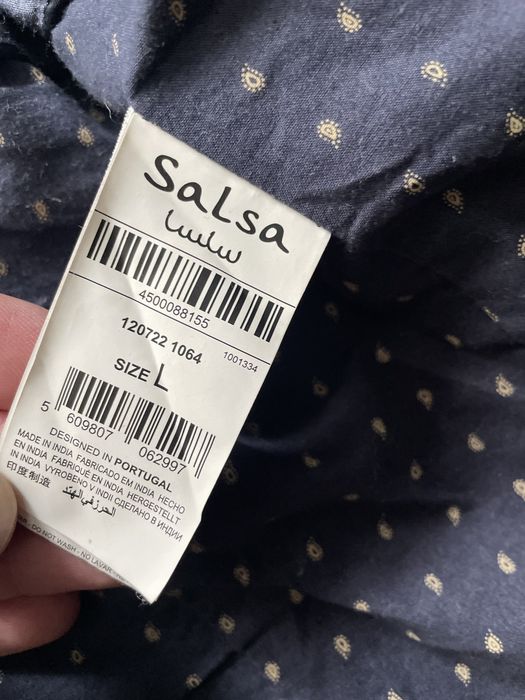 Salsa
سلسا
4500088155
120722 1064
1001334
SIZE L
5 609807 062997
DESIGNED IN PORTUGAL
MADE IN INDIA FABRICADO EM INDIA HECHO
EN INDIA FABRIQUÉ EN INDIA HERGESTELLT
IN INDIA VYROBENO V INDII СДЕЛАНО В ИНДИИ
印度制造
DO NOT WASH - NO LAVAR